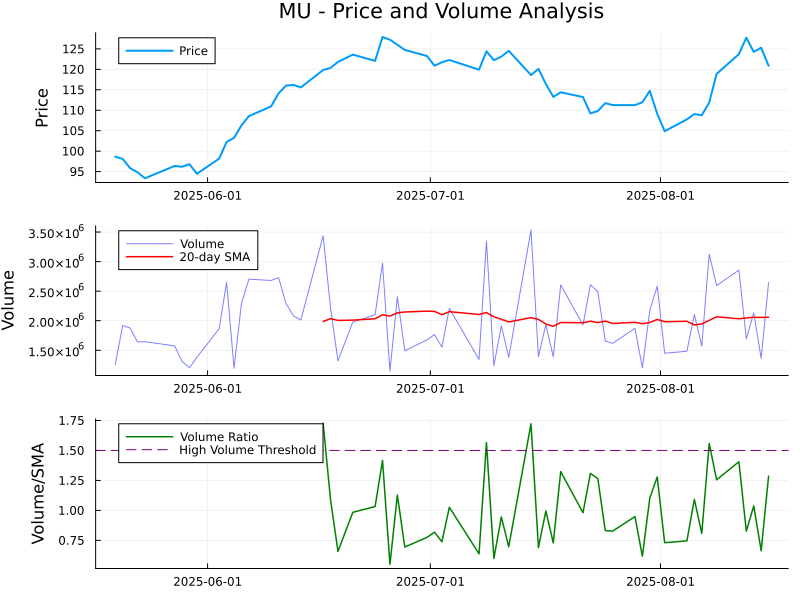 MU - Price and Volume Analysis
Price
125
120
115
110
105
100
95
Price
2025-06-01
2025-07-01
2025-08-01
Volume
20-day SMA
3.50×10⁶
3.00×10⁶
2.50×10⁶
2.00×10⁶
1.50×10⁶
Volume
2025-06-01
2025-07-01
2025-08-01
Volume Ratio
High Volume Threshold
1.75
1.50
1.25
1.00
0.75
Volume/SMA
2025-06-01
2025-07-01
2025-08-01